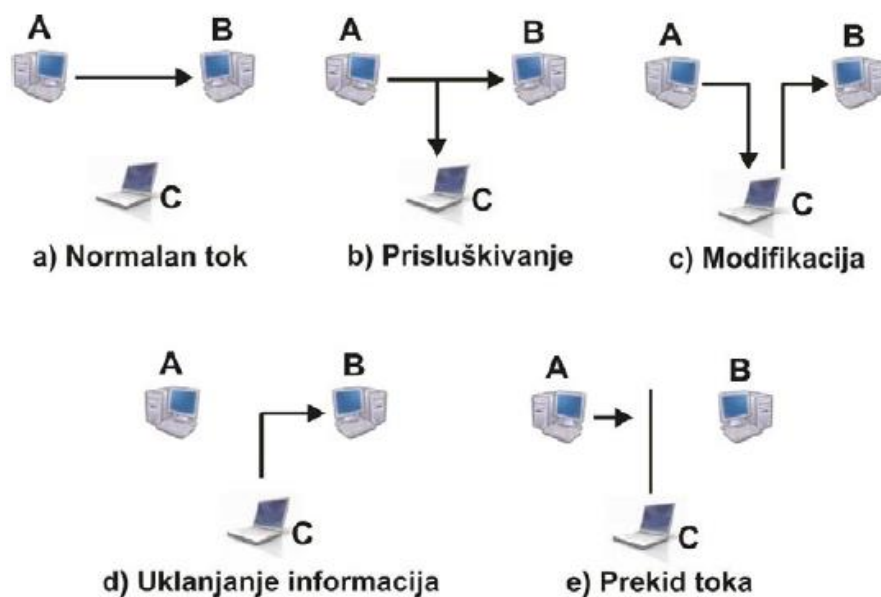 A B A B A B
C C C
a) Normalan tok b) Prisluškivanje c) Modifikacija
A B A B
C C
d) Uklanjanje informacija e) Prekid toka